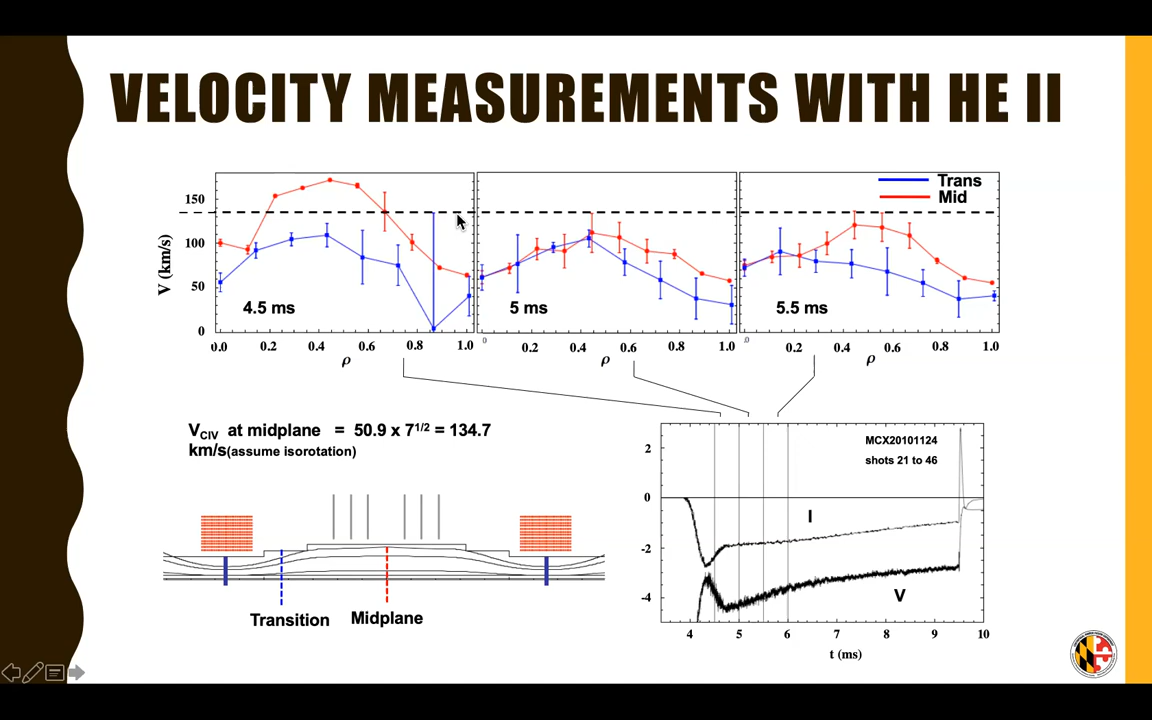 VELOCITY MEASUREMENTS WITH HE II
Trans
Mid
150
100
50
0
V (km/s)
4.5 ms
5 ms
5.5 ms
0.0 0.2 0.4 0.6 0.8 1.0
0 0.2 0.4 0.6 0.8 1.0
.0 0.2 0.4 0.6 0.8 1.0
ρ ρ ρ
V_CIV at midplane = 50.9 x 7^1/2 = 134.7
km/s(assume isorotation)
MCX20101124
shots 21 to 46
2
0
-2
-4
I
V
4 5 6 7 8 9 10
t (ms)
Transition
Midplane